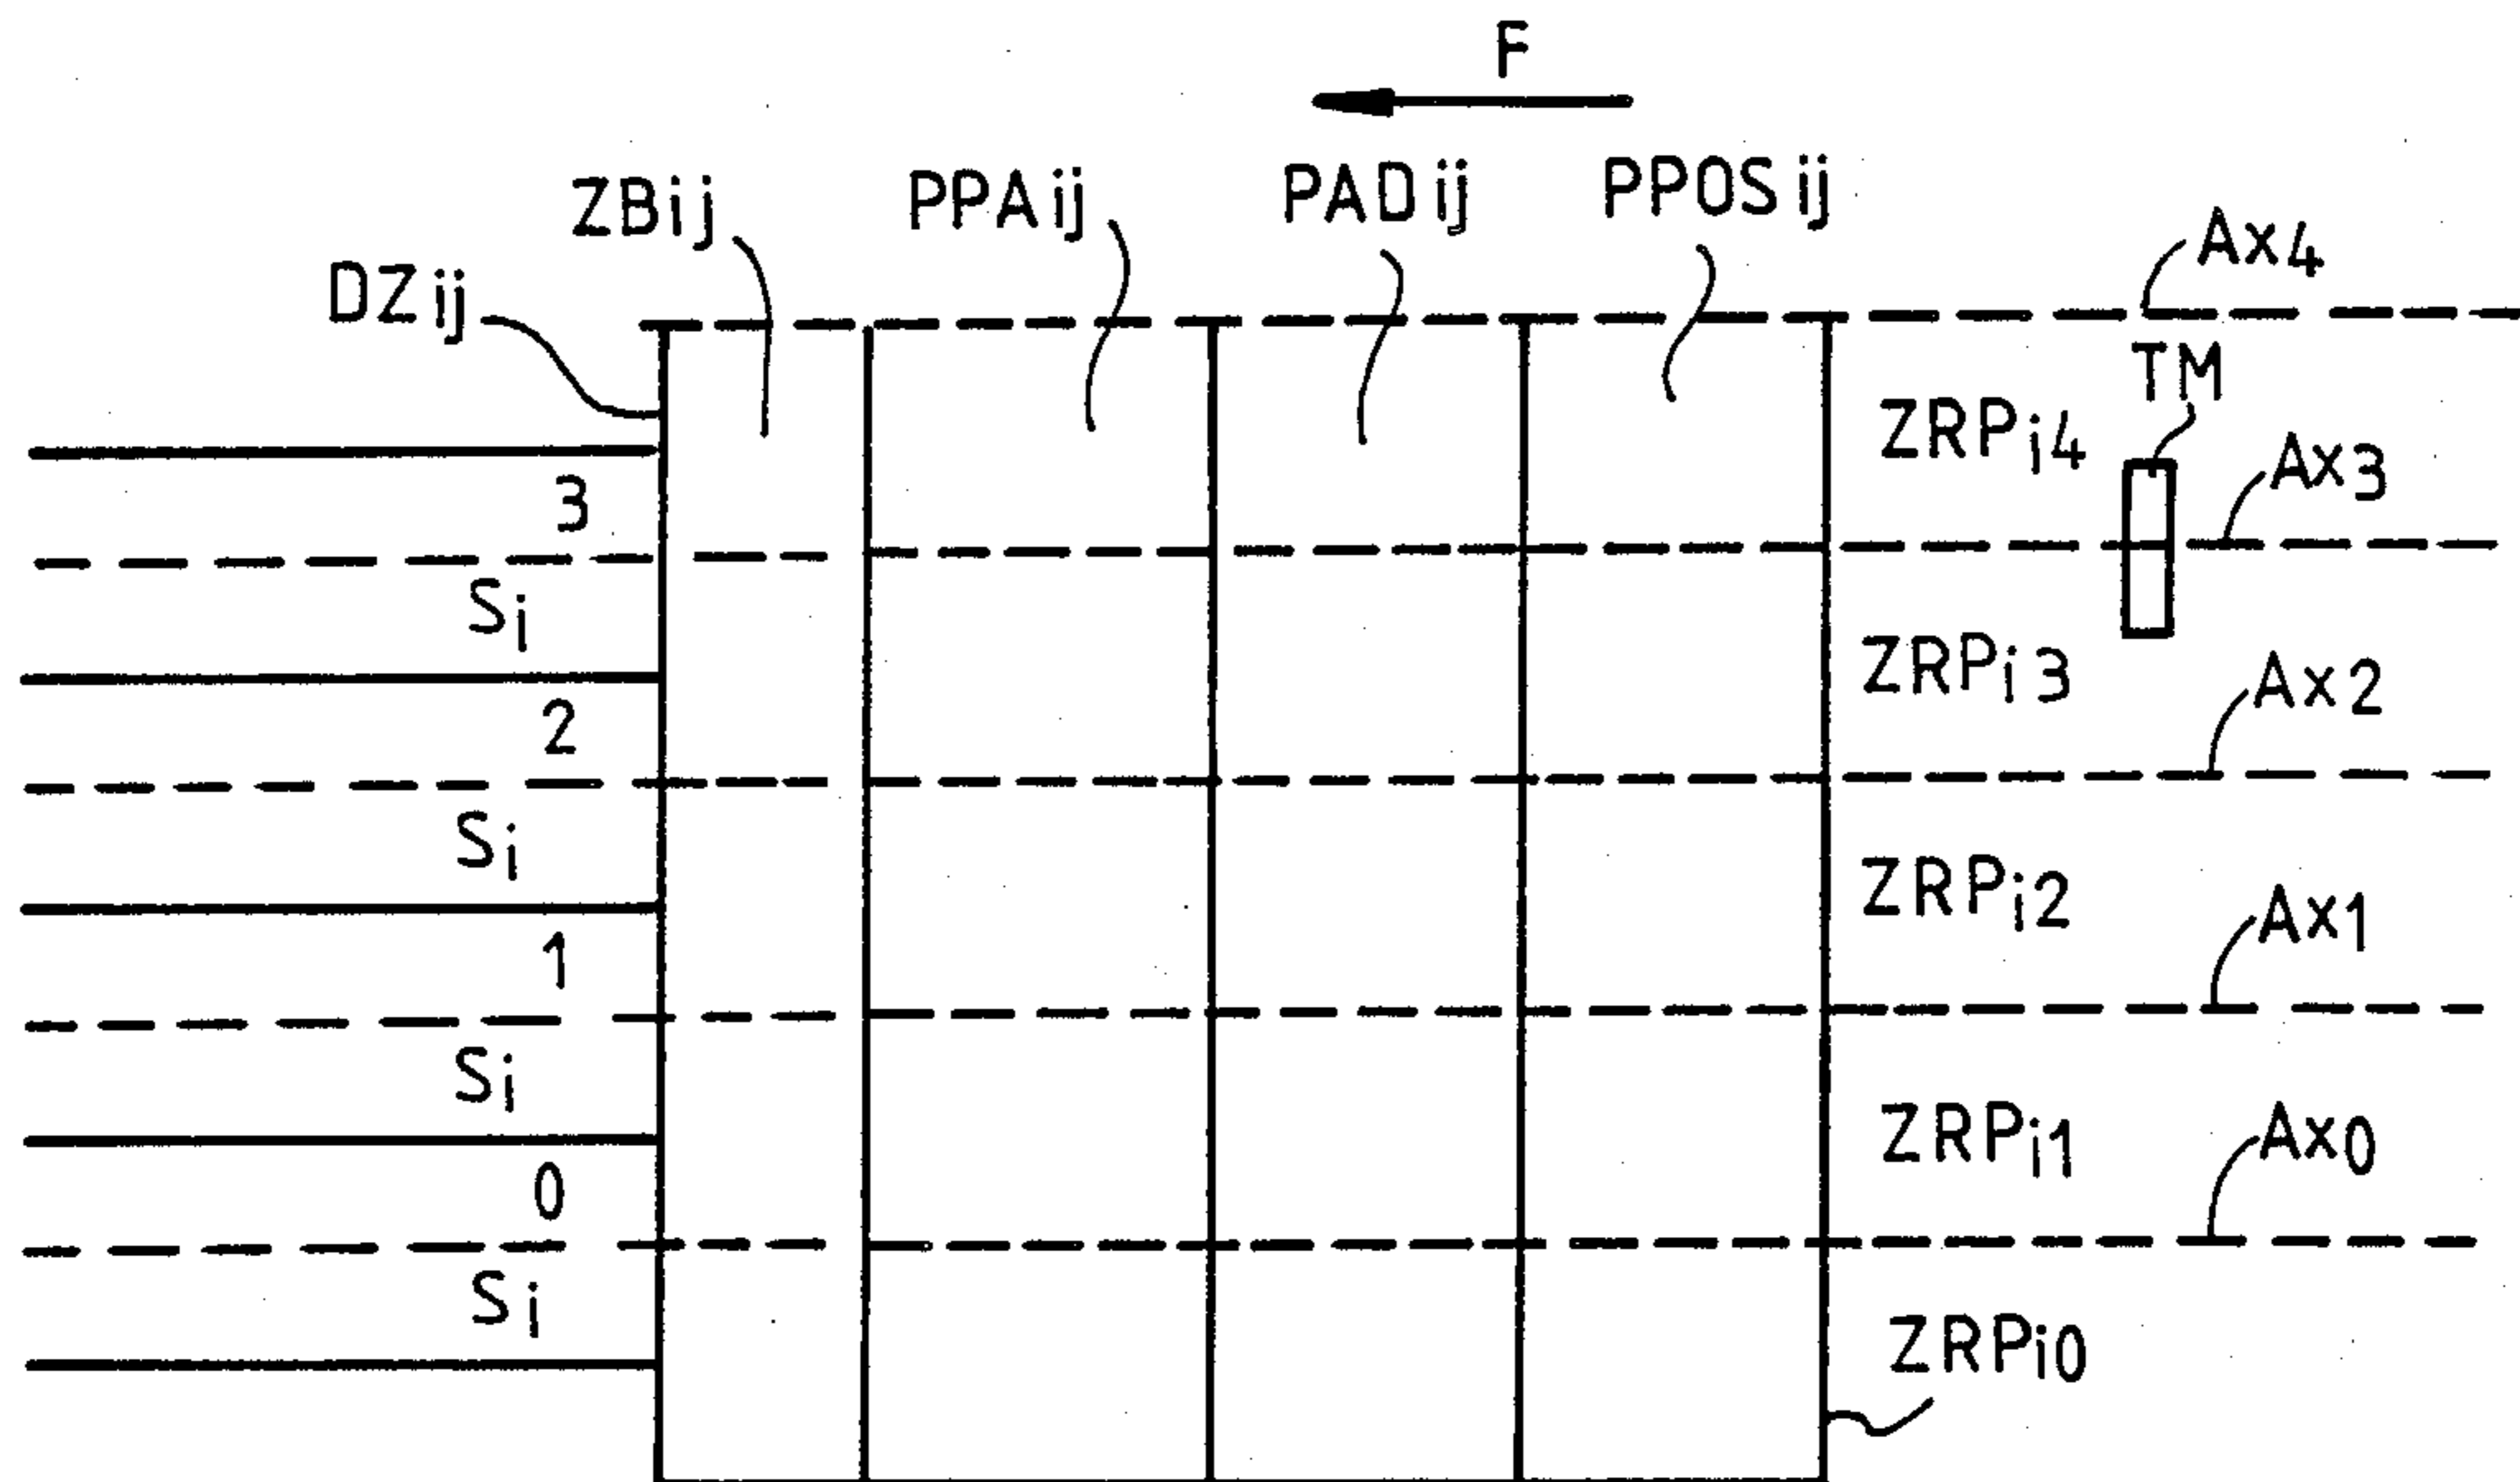 F
ZBij PPAij PADij PPOSij
DZij Ax4
TM
ZRPi4
3 Ax3
Si
ZRPi3
2 Ax2
Si
ZRPi2
1 Ax1
Si
ZRPi1
0 Ax0
Si
ZRPi0